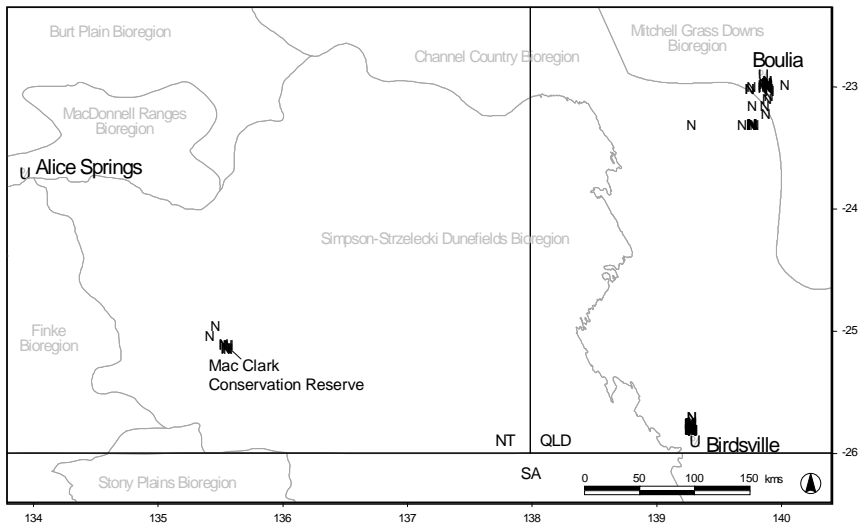 Burt Plain Bioregion
Mitchell Grass Downs
Bioregion
Channel Country Bioregion
Boulia
U
N
N
N
-23
MacDonnell Ranges
Bioregion
N
N
N
N
N
N
U Alice Springs
-24
Simpson-Strzelecki Dunefields Bioregion
N
N
N
-25
Finke
Bioregion
Mac Clark
Conservation Reserve
N
NT
QLD
U
Birdsville
-26
SA
Stony Plains Bioregion
0 50 100 150 kms
134 135 136 137 138 139 140